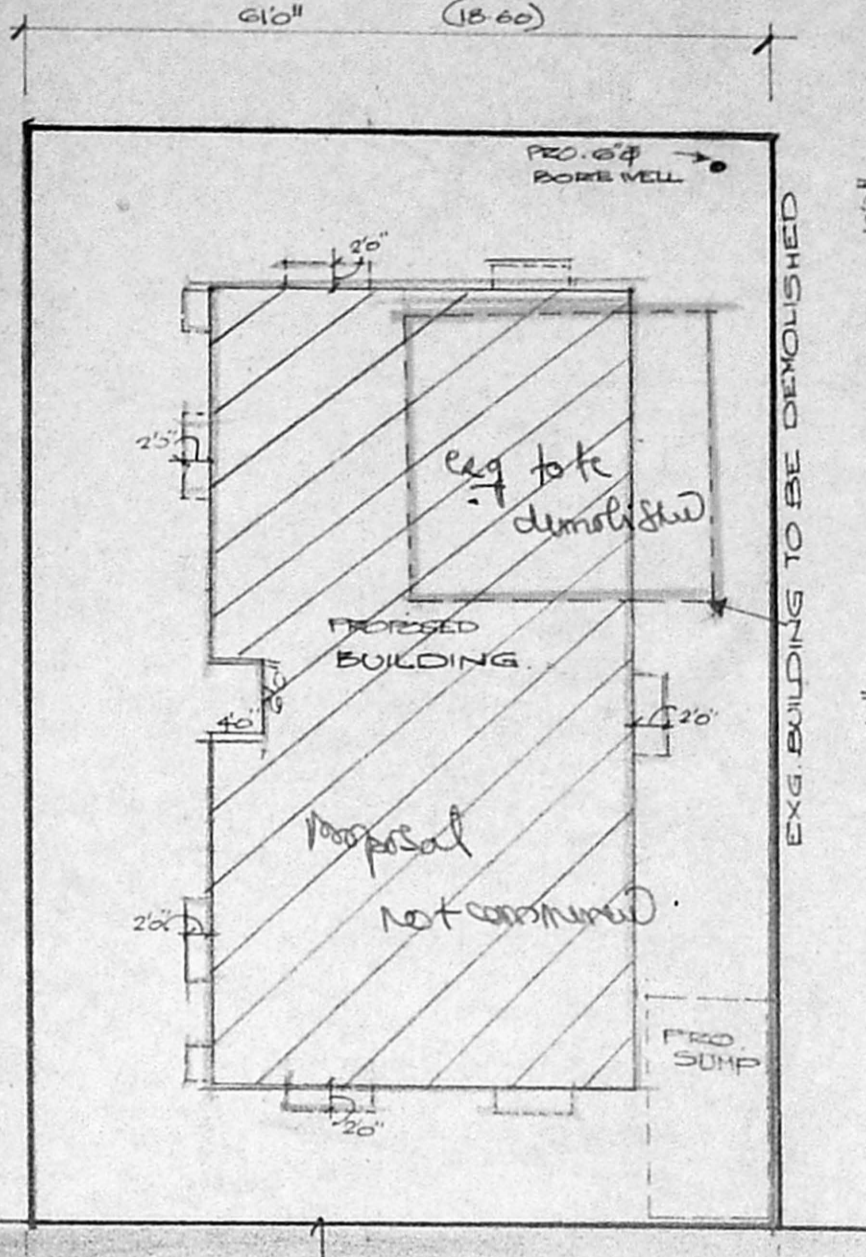 61'0" (18.60)
PRO. 6"ϕ
BORE WELL
2'0"
EXG. BUILDING TO BE DEMOLISHED
2'5"
exg to be
demolished
PROPOSED
BUILDING.
4'0"
2'0"
Proposal
not commenced
2'0"
PRO.
SUMP
2'0"